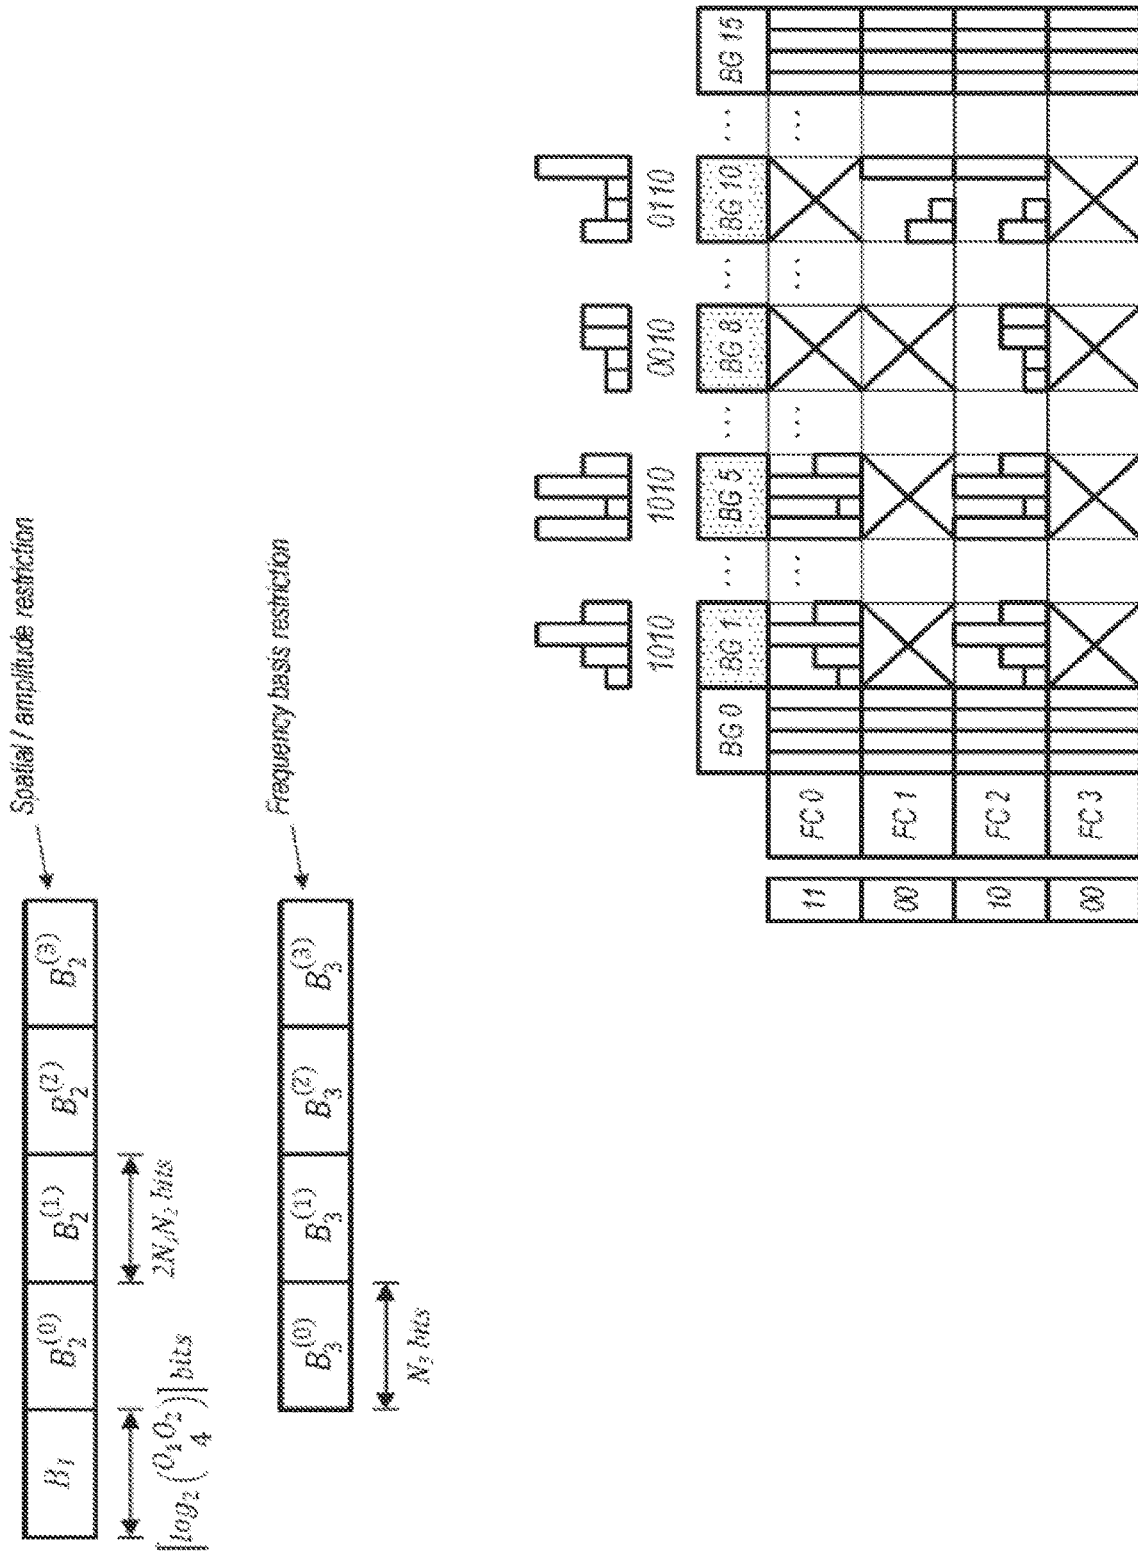 B₁ B₂⁽⁰⁾ B₂⁽¹⁾ B₂⁽²⁾ B₂⁽³⁾
Spatial / amplitude restriction
⌈log₂(O₁O₂ 4)⌉ bits
2N₁N₂ bits
B₃⁽⁰⁾ B₃⁽¹⁾ B₃⁽²⁾ B₃⁽³⁾
Frequency basis restriction
N₃ bits
1010 1010 0010 0110
BG 0 BG 1 ... BG 5 ... BG 8 ... BG 10 ... BG 15
11 FC 0 ... ... ... ...
00 FC 1
10 FC 2
00 FC 3